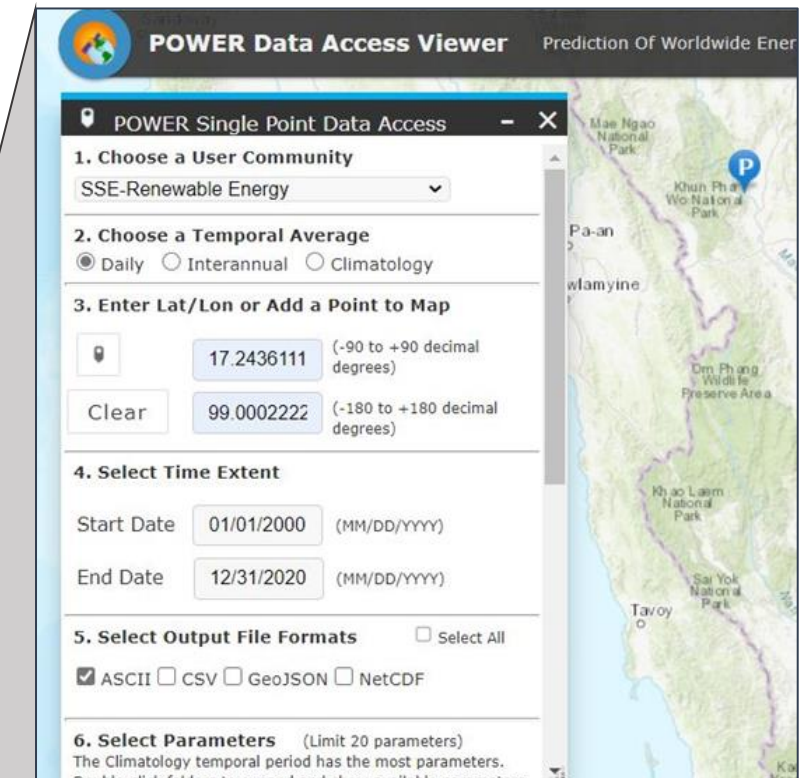 POWER Data Access Viewer Prediction Of Worldwide Ener
POWER Single Point Data Access
1. Choose a User Community
SSE-Renewable Energy
2. Choose a Temporal Average
Daily Interannual Climatology
3. Enter Lat/Lon or Add a Point to Map
17.2436111 (-90 to +90 decimal
degrees)
Clear 99.0002222 (-180 to +180 decimal
degrees)
4. Select Time Extent
Start Date 01/01/2000 (MM/DD/YYYY)
End Date 12/31/2020 (MM/DD/YYYY)
5. Select Output File Formats Select All
ASCII CSV GeoJSON NetCDF
6. Select Parameters (Limit 20 parameters)
The Climatology temporal period has the most parameters.
Mae Ngao
National
Park
P
Khun Pha
Wo National
Park
Pa-an
wlamyine
Om Phang
Wildlife
Preserve Area
Khao Laem
National
Park
Sai Yok
National
Park
Tavoy